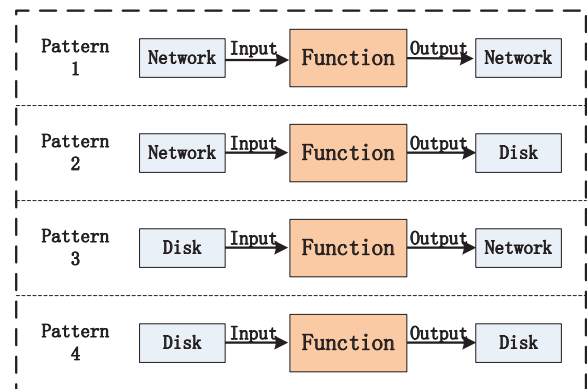 Pattern
1
Network
Input
Function
Output
Network
Pattern
2
Network
Input
Function
Output
Disk
Pattern
3
Disk
Input
Function
Output
Network
Pattern
4
Disk
Input
Function
Output
Disk